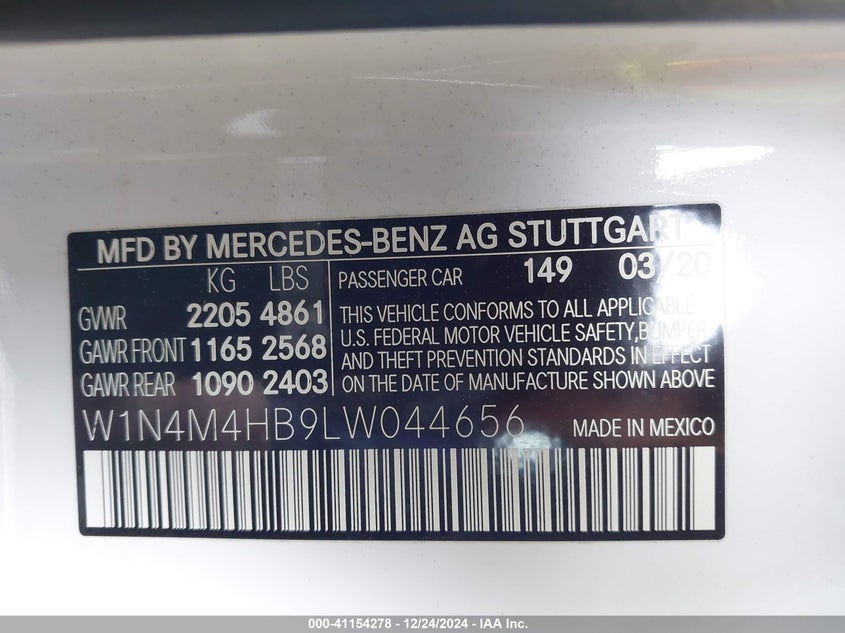 MFD BY MERCEDES-BENZ AG STUTTGART
KG LBS
GVWR 2205 4861
GAWR FRONT 1165 2568
GAWR REAR 1090 2403
PASSENGER CAR 149 03/20
THIS VEHICLE CONFORMS TO ALL APPLICABLE
U.S. FEDERAL MOTOR VEHICLE SAFETY, BUMPER
AND THEFT PREVENTION STANDARDS IN EFFECT
ON THE DATE OF MANUFACTURE SHOWN ABOVE
W1N4M4HB9LW044656 MADE IN MEXICO
000-41154278 - 12/24/2024 - IAA Inc.